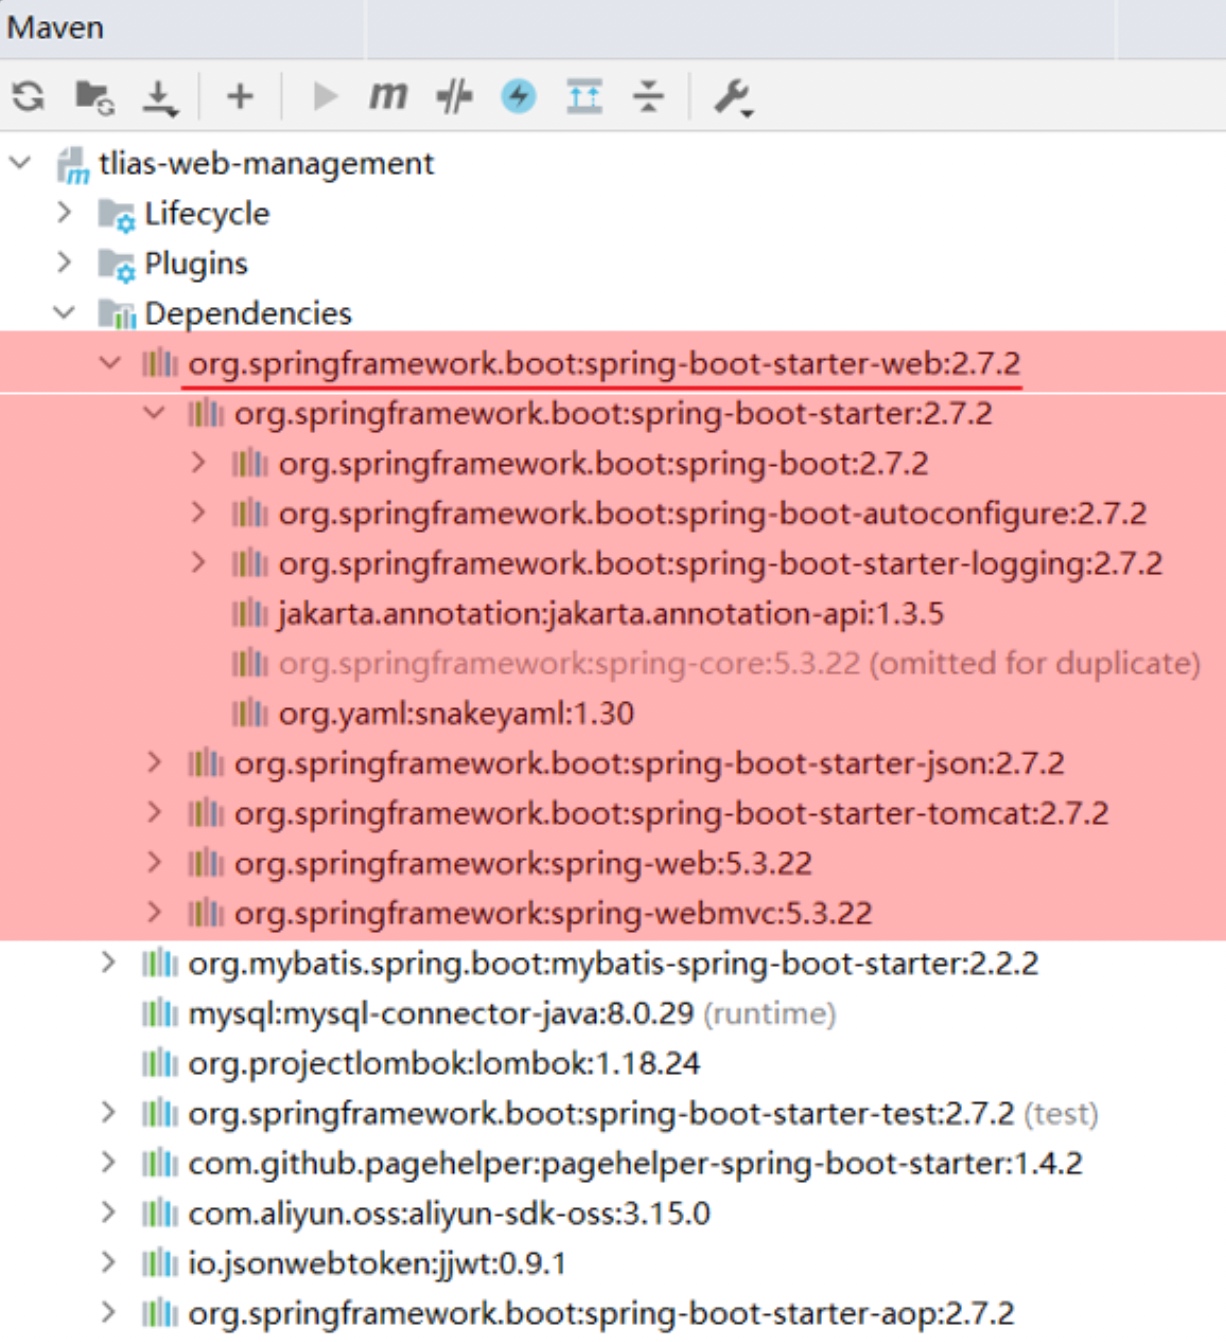 Maven
tlias-web-management
Lifecycle
Plugins
Dependencies
org.springframework.boot:spring-boot-starter-web:2.7.2
org.springframework.boot:spring-boot-starter:2.7.2
org.springframework.boot:spring-boot:2.7.2
org.springframework.boot:spring-boot-autoconfigure:2.7.2
org.springframework.boot:spring-boot-starter-logging:2.7.2
jakarta.annotation:jakarta.annotation-api:1.3.5
org.springframework:spring-core:5.3.22 (omitted for duplicate)
org.yaml:snakeyaml:1.30
org.springframework.boot:spring-boot-starter-json:2.7.2
org.springframework.boot:spring-boot-starter-tomcat:2.7.2
org.springframework:spring-web:5.3.22
org.springframework:spring-webmvc:5.3.22
org.mybatis.spring.boot:mybatis-spring-boot-starter:2.2.2
mysql:mysql-connector-java:8.0.29 (runtime)
org.projectlombok:lombok:1.18.24
org.springframework.boot:spring-boot-starter-test:2.7.2 (test)
com.github.pagehelper:pagehelper-spring-boot-starter:1.4.2
com.aliyun.oss:aliyun-sdk-oss:3.15.0
io.jsonwebtoken:jjwt:0.9.1
org.springframework.boot:spring-boot-starter-aop:2.7.2